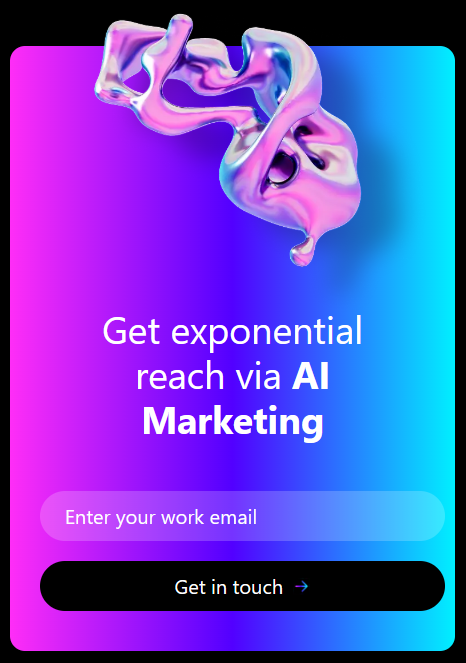 Get exponential
reach via AI
Marketing
Enter your work email
Get in touch →